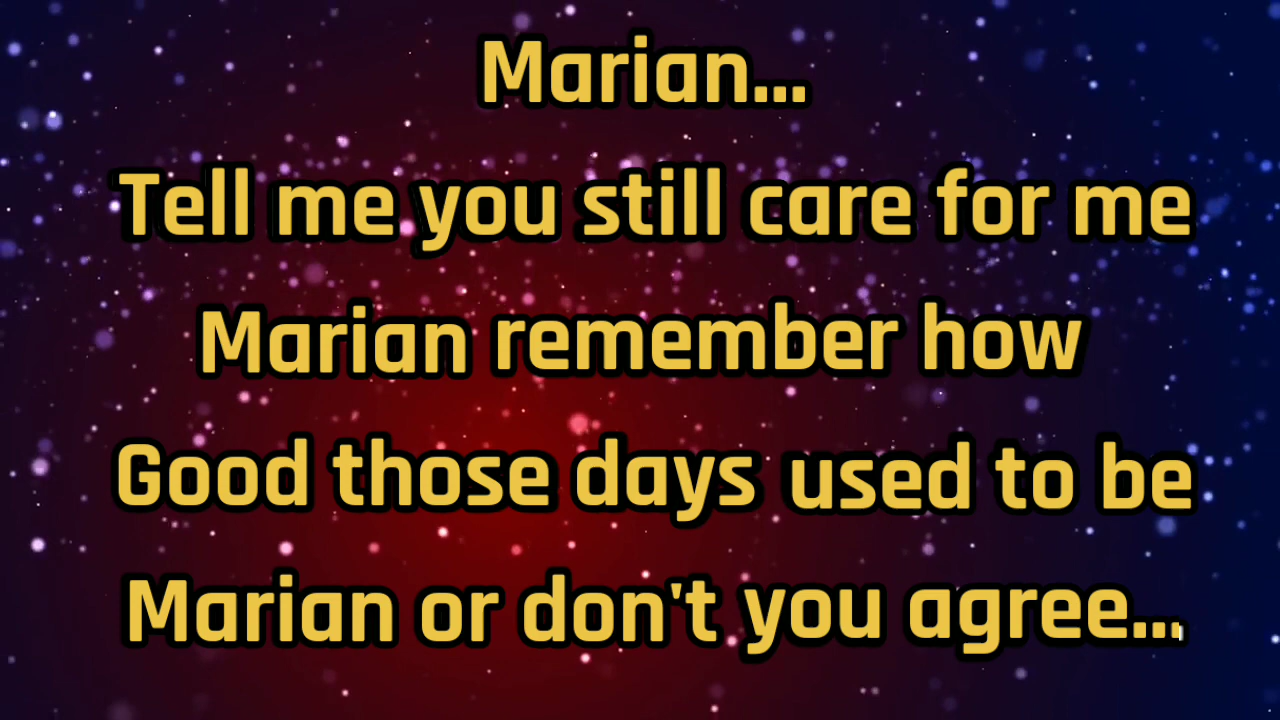 Marian...
Tell me you still care for me
Marian remember how
Good those days used to be
Marian or don't you agree...